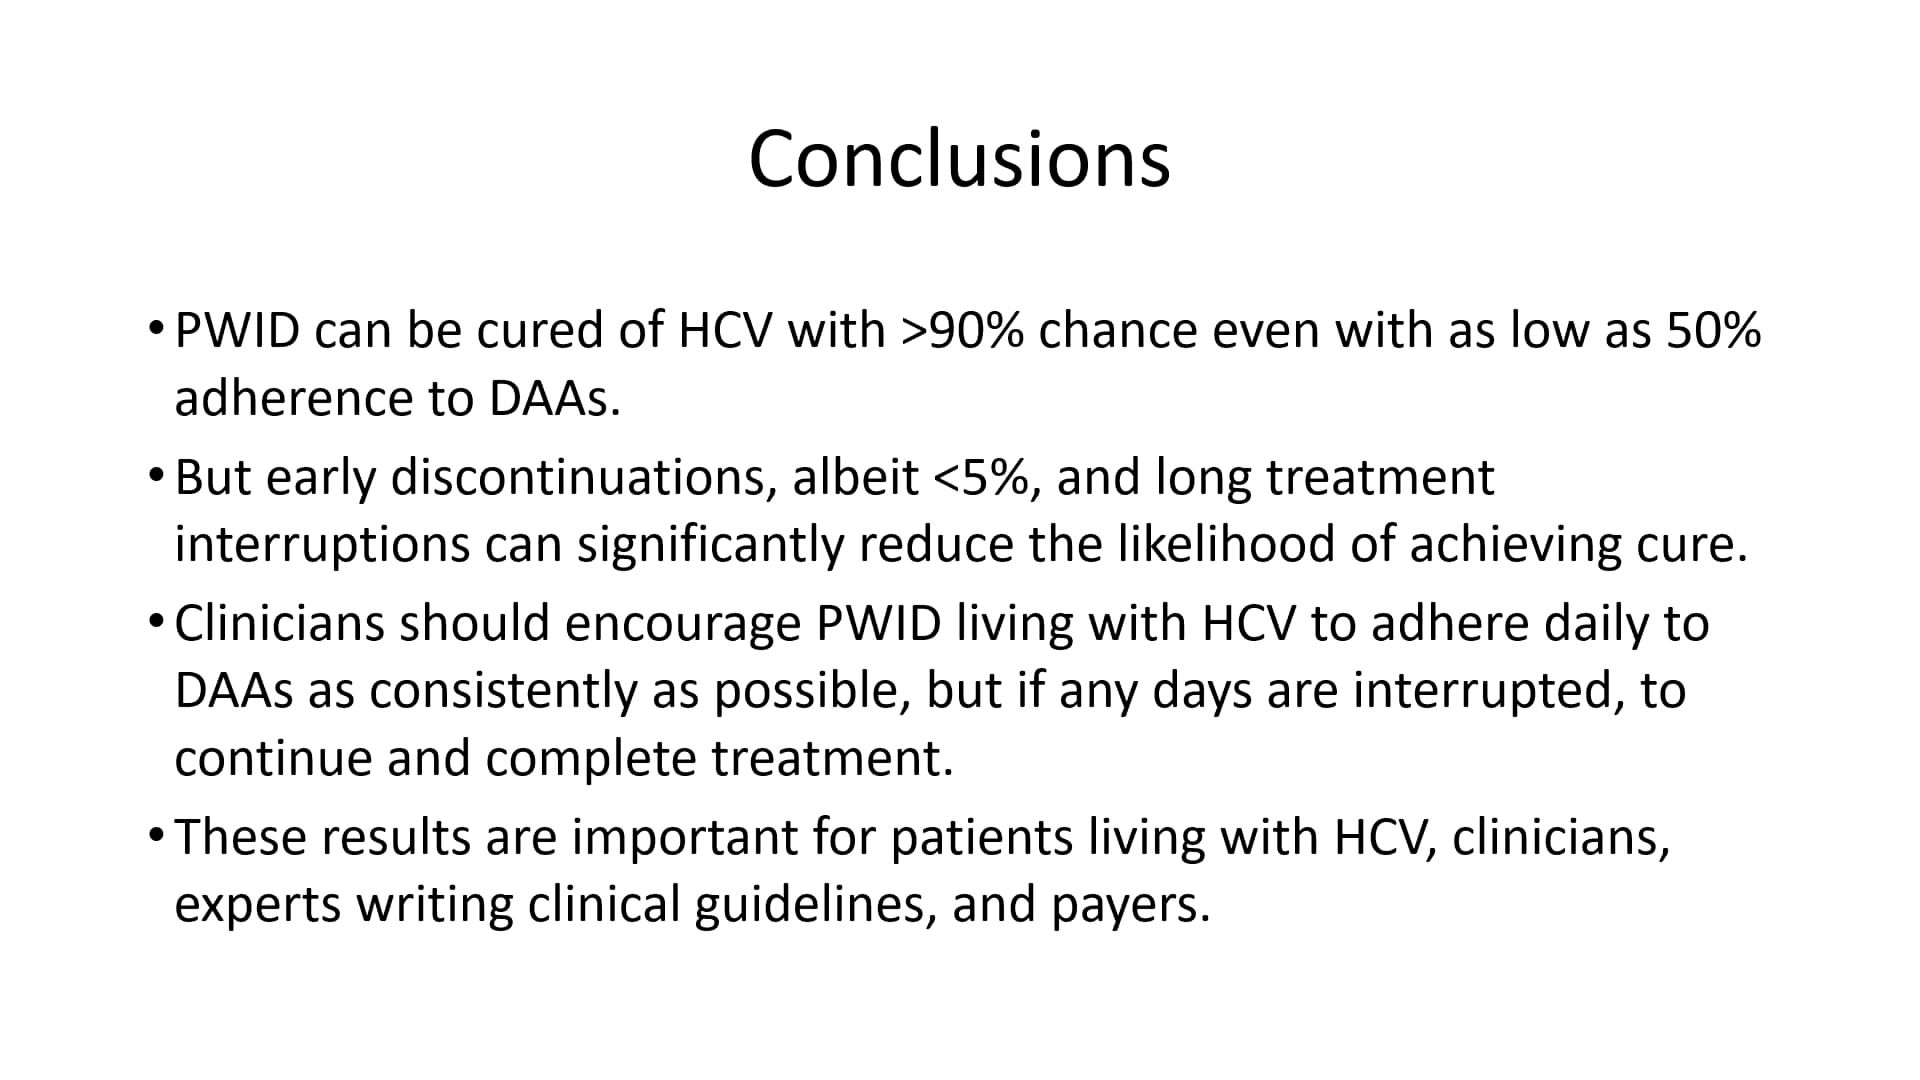 Conclusions
• PWID can be cured of HCV with >90% chance even with as low as 50%
adherence to DAAs.
• But early discontinuations, albeit <5%, and long treatment
interruptions can significantly reduce the likelihood of achieving cure.
• Clinicians should encourage PWID living with HCV to adhere daily to
DAAs as consistently as possible, but if any days are interrupted, to
continue and complete treatment.
• These results are important for patients living with HCV, clinicians,
experts writing clinical guidelines, and payers.